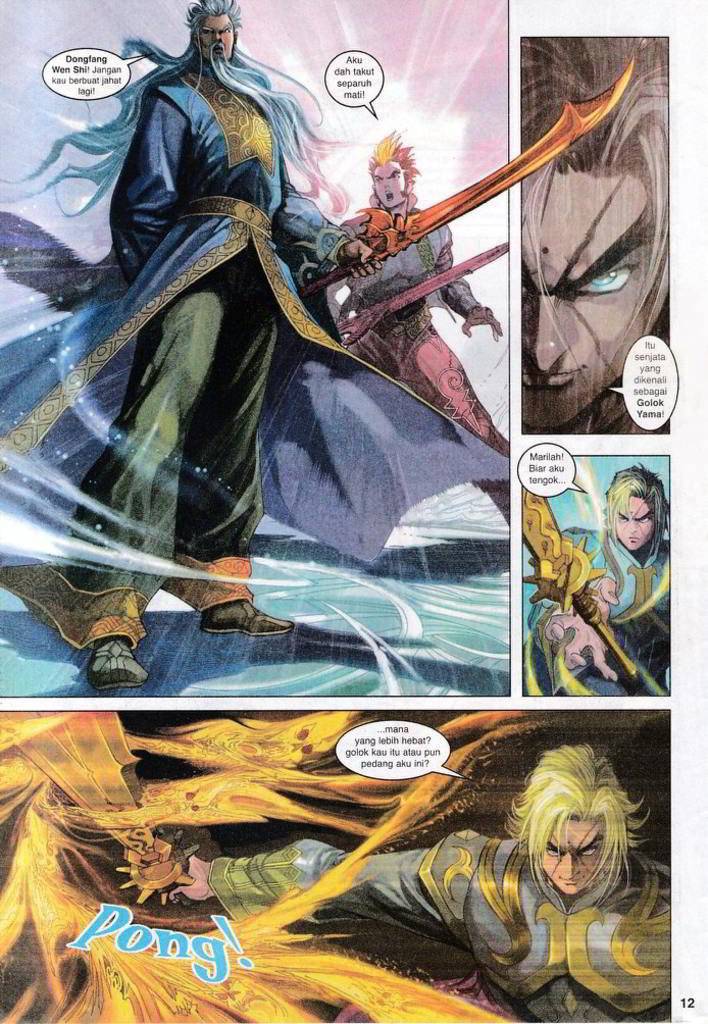 Dongfang
Wen Shi! Jangan
kau berbuat jahat
lagi!
Aku
dah takut
separuh
mati!
Itu
senjata
yang
dikenali
sebagai
Golok
Yama!
Marilah!
Biar aku
tengok...
...mana
yang lebih hebat?
golok kau itu atau pun
pedang aku ini?
Pong!
12